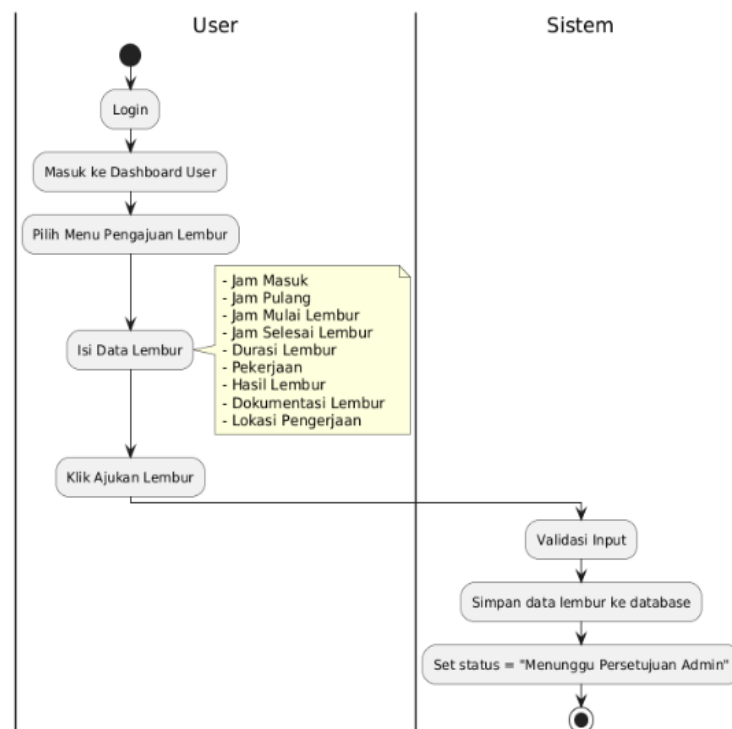 User
Sistem
Login
Masuk ke Dashboard User
Pilih Menu Pengajuan Lembur
Isi Data Lembur
- Jam Masuk
- Jam Pulang
- Jam Mulai Lembur
- Jam Selesai Lembur
- Durasi Lembur
- Pekerjaan
- Hasil Lembur
- Dokumentasi Lembur
- Lokasi Pengerjaan
Klik Ajukan Lembur
Validasi Input
Simpan data lembur ke database
Set status = "Menunggu Persetujuan Admin"